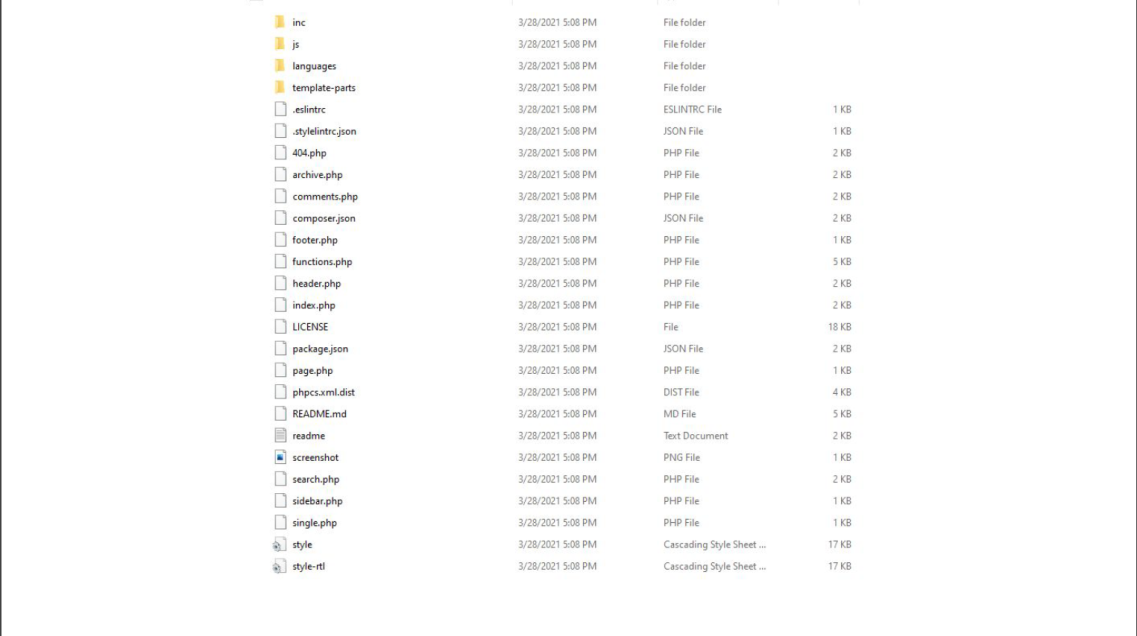 inc 3/28/2021 5:08 PM File folder
js 3/28/2021 5:08 PM File folder
languages 3/28/2021 5:08 PM File folder
template-parts 3/28/2021 5:08 PM File folder
.eslintrc 3/28/2021 5:08 PM ESLINTRC File 1 KB
.stylelintrc.json 3/28/2021 5:08 PM JSON File 1 KB
404.php 3/28/2021 5:08 PM PHP File 2 KB
archive.php 3/28/2021 5:08 PM PHP File 2 KB
comments.php 3/28/2021 5:08 PM PHP File 2 KB
composer.json 3/28/2021 5:08 PM JSON File 2 KB
footer.php 3/28/2021 5:08 PM PHP File 1 KB
functions.php 3/28/2021 5:08 PM PHP File 5 KB
header.php 3/28/2021 5:08 PM PHP File 2 KB
index.php 3/28/2021 5:08 PM PHP File 2 KB
LICENSE 3/28/2021 5:08 PM File 18 KB
package.json 3/28/2021 5:08 PM JSON File 2 KB
page.php 3/28/2021 5:08 PM PHP File 1 KB
phpcs.xml.dist 3/28/2021 5:08 PM DIST File 4 KB
README.md 3/28/2021 5:08 PM MD File 5 KB
readme 3/28/2021 5:08 PM Text Document 2 KB
screenshot 3/28/2021 5:08 PM PNG File 1 KB
search.php 3/28/2021 5:08 PM PHP File 2 KB
sidebar.php 3/28/2021 5:08 PM PHP File 1 KB
single.php 3/28/2021 5:08 PM PHP File 1 KB
style 3/28/2021 5:08 PM Cascading Style Sheet ... 17 KB
style-rtl 3/28/2021 5:08 PM Cascading Style Sheet ... 17 KB